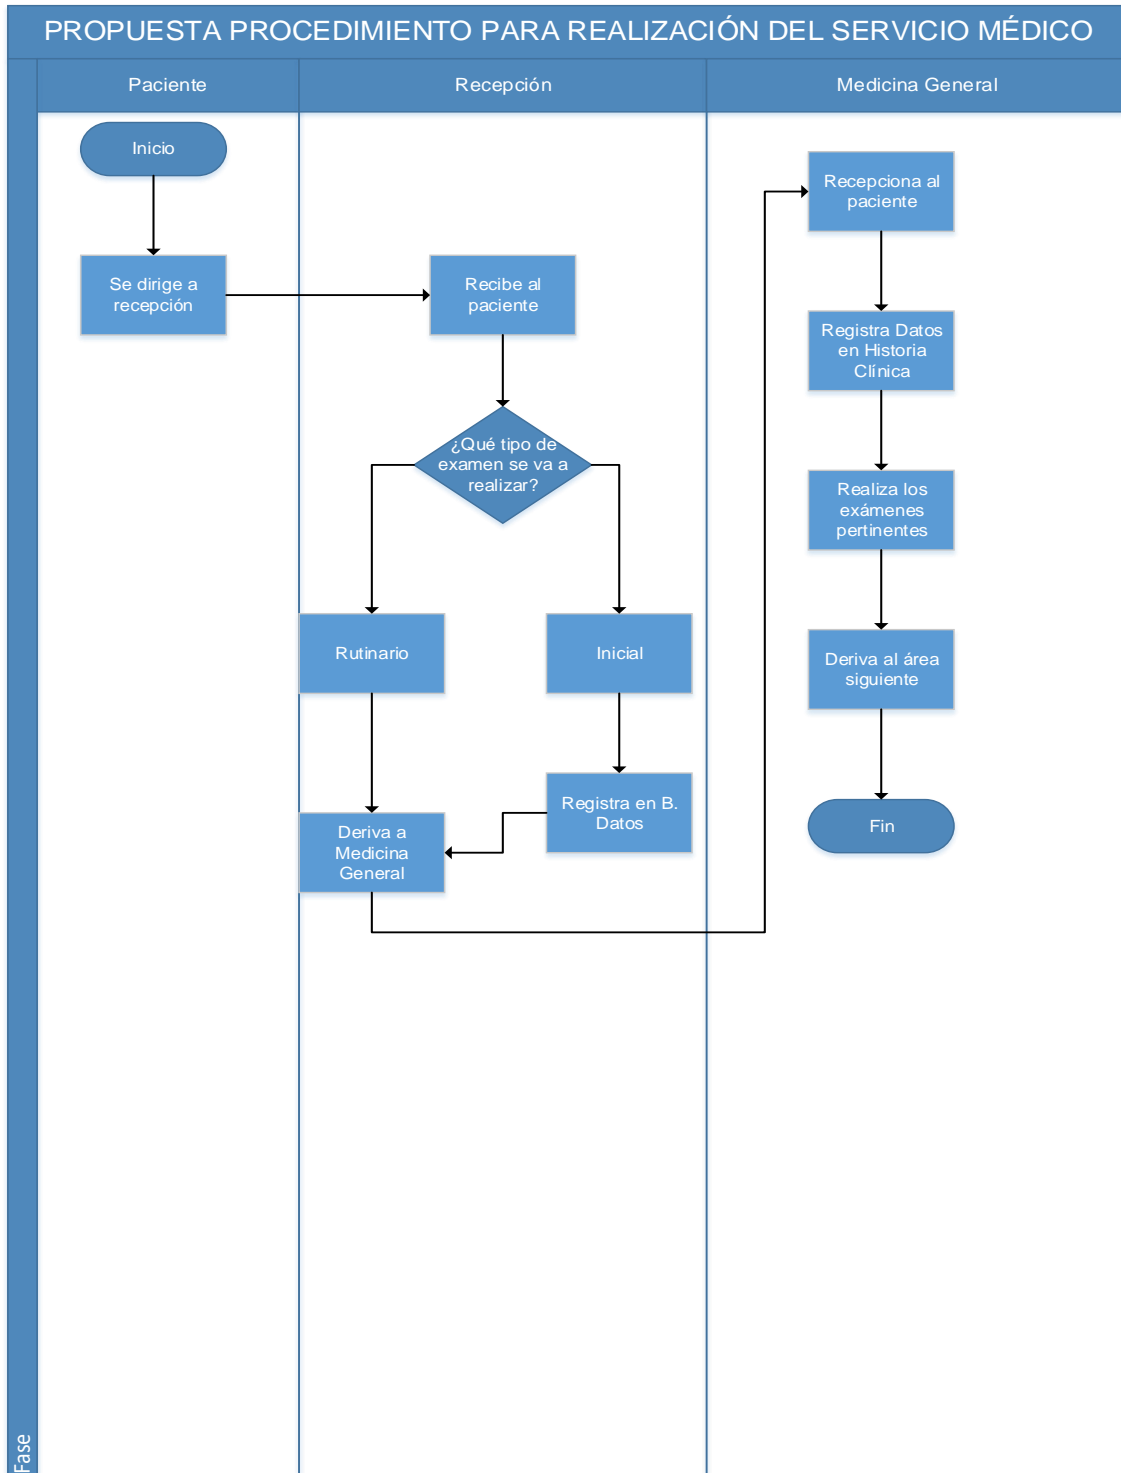 PROPUESTA PROCEDIMIENTO PARA REALIZACIÓN DEL SERVICIO MÉDICO
Paciente
Recepción
Medicina General
Inicio
Se dirige a
recepción
Recibe al
paciente
¿Qué tipo de
examen se va a
realizar?
Rutinario
Inicial
Registra en B.
Datos
Deriva a
Medicina
General
Recepciona al
paciente
Registra Datos
en Historia
Clínica
Realiza los
exámenes
pertinentes
Deriva al área
siguiente
Fin
Fase